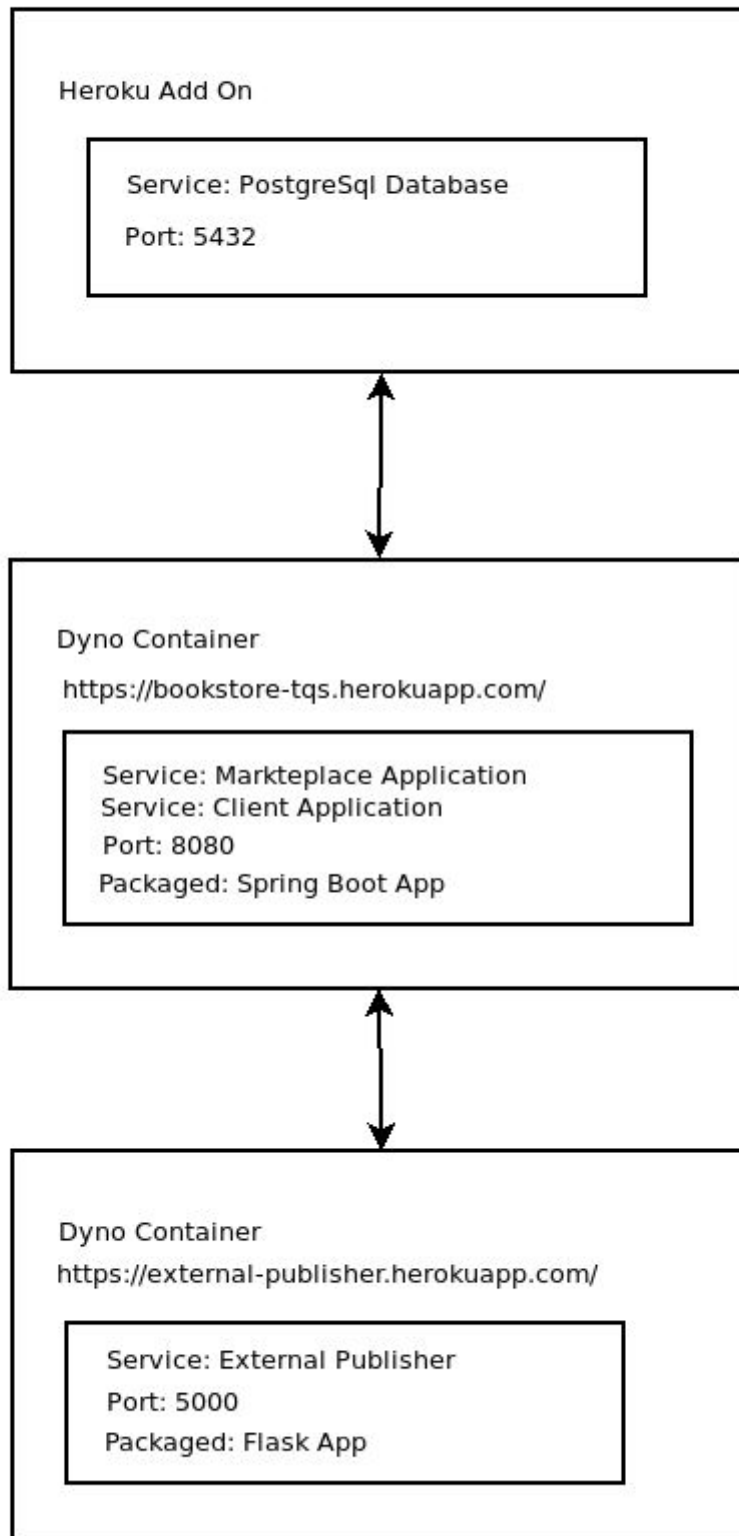 Heroku Add On
Service: PostgreSql Database
Port: 5432
Dyno Container
https://bookstore-tqs.herokuapp.com/
Service: Markteplace Application
Service: Client Application
Port: 8080
Packaged: Spring Boot App
Dyno Container
https://external-publisher.herokuapp.com/
Service: External Publisher
Port: 5000
Packaged: Flask App